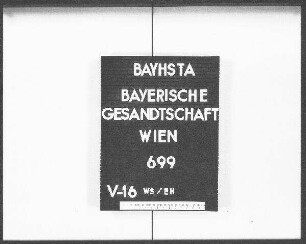 BAYHSTA
BAYERISCHE
GESANDTSCHAFT
WIEN
699
V-16 WS/EH